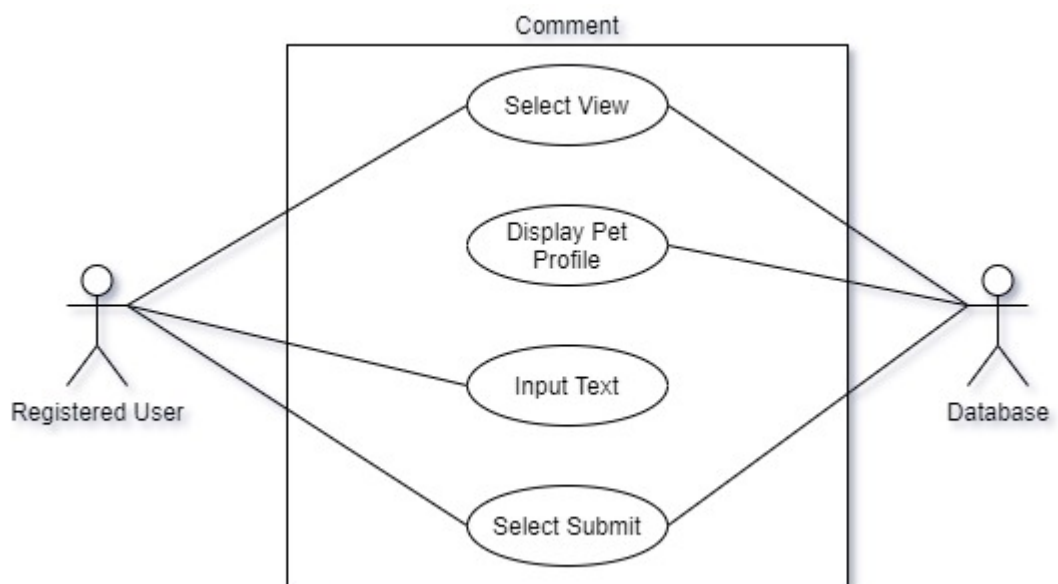 Comment
Select View
Display Pet
Profile
Registered User
Input Text
Database
Select Submit